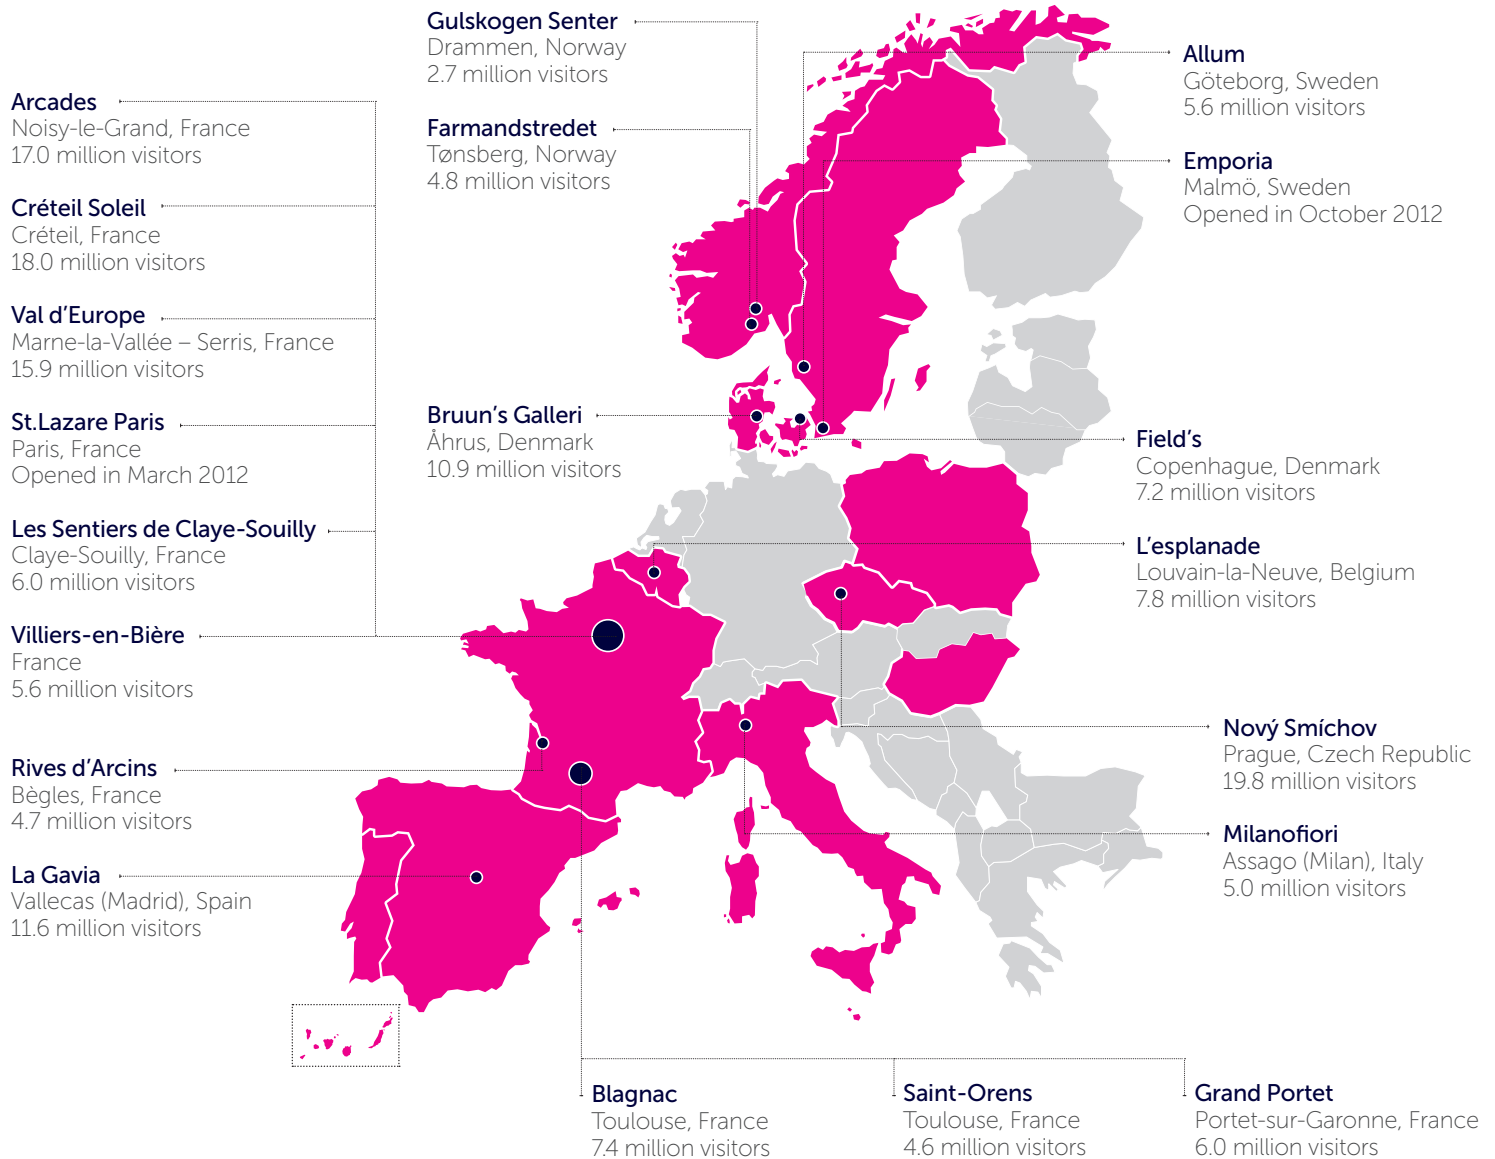 Gulskogen Senter
Drammen, Norway
2.7 million visitors
Allum
Göteborg, Sweden
5.6 million visitors
Arcades
Noisy-le-Grand, France
17.0 million visitors
Farmandstredet
Tønsberg, Norway
4.8 million visitors
Emporia
Malmö, Sweden
Opened in October 2012
Créteil Soleil
Créteil, France
18.0 million visitors
Val d’Europe
Marne-la-Vallée – Serris, France
15.9 million visitors
St.Lazare Paris
Paris, France
Opened in March 2012
Bruun’s Galleri
Åhrus, Denmark
10.9 million visitors
Field’s
Copenhague, Denmark
7.2 million visitors
Les Sentiers de Claye-Souilly
Claye-Souilly, France
6.0 million visitors
L’esplanade
Louvain-la-Neuve, Belgium
7.8 million visitors
Villiers-en-Bière
France
5.6 million visitors
Nový Smíchov
Prague, Czech Republic
19.8 million visitors
Rives d’Arcins
Bègles, France
4.7 million visitors
Milanofiori
Assago (Milan), Italy
5.0 million visitors
La Gavia
Vallecas (Madrid), Spain
11.6 million visitors
Blagnac
Toulouse, France
7.4 million visitors
Saint-Orens
Toulouse, France
4.6 million visitors
Grand Portet
Portet-sur-Garonne, France
6.0 million visitors